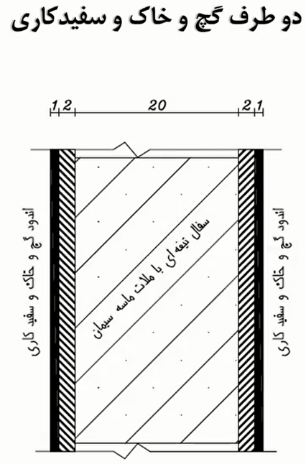 دو طرف گچ و خاک و سفیدکاری
1 2 20 2 1
اندود گچ و خاک و سفید کاری
سفال تیغه ای با ملات ماسه سیمان
اندود گچ و خاک و سفید کاری